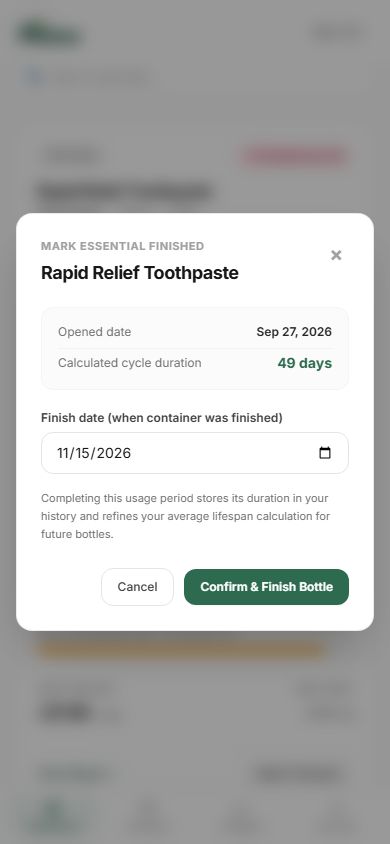 MARK ESSENTIAL FINISHED
Rapid Relief Toothpaste
×
Opened date Sep 27, 2026
Calculated cycle duration 49 days
Finish date (when container was finished)
11/15/2026
Completing this usage period stores its duration in your
history and refines your average lifespan calculation for
future bottles.
Cancel Confirm & Finish Bottle